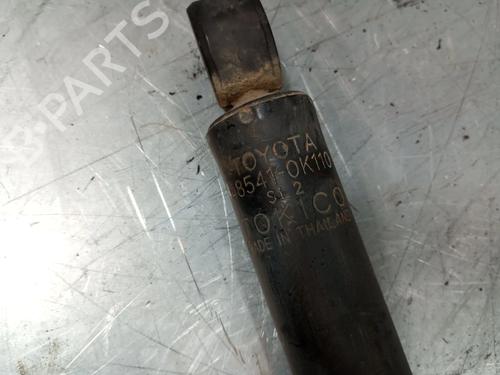 B-PARTS
TOYOTA
48541-0K110
TOKICO
MADE IN THAILAND